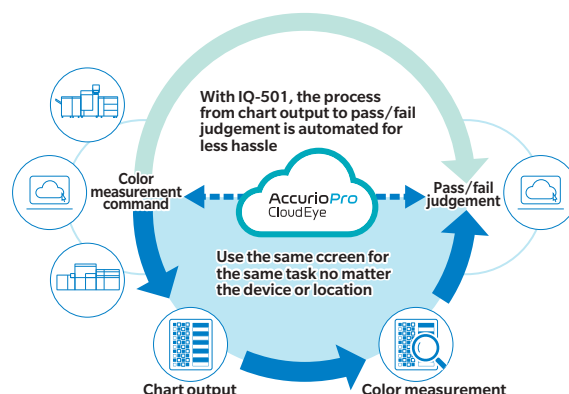 With IQ-501, the process
from chart output to pass/fail
judgement is automated for
less hassle
Color
measurement
command
AccurioPro
CloudEye
Pass/fail
judgement
Use the same ccreen for
the same task no matter
the device or location
Chart output
Color measurement